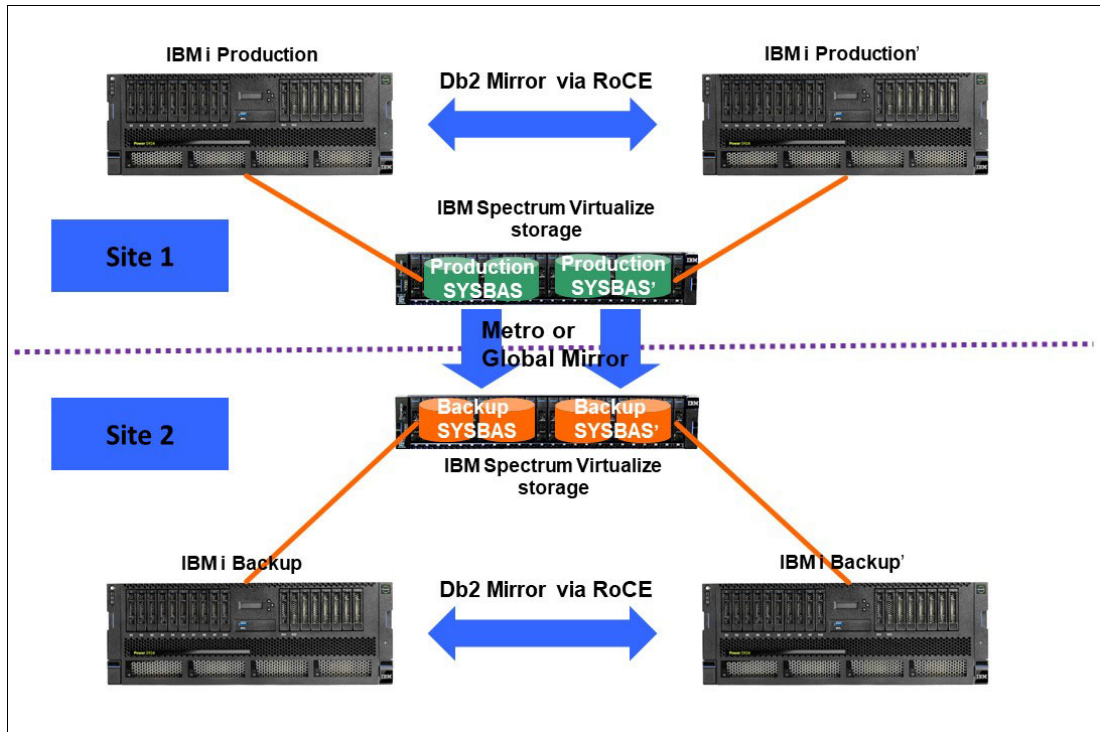 IBM i Production
IBM i Production’
Db2 Mirror via RoCE
IBM Spectrum Virtualize
storage
Site 1
Production
SYSBAS
Production
SYSBAS’
Metro or
Global Mirror
Site 2
Backup
SYSBAS
Backup
SYSBAS’
IBM Spectrum Virtualize
storage
IBM i Backup
IBM i Backup’
Db2 Mirror via RoCE